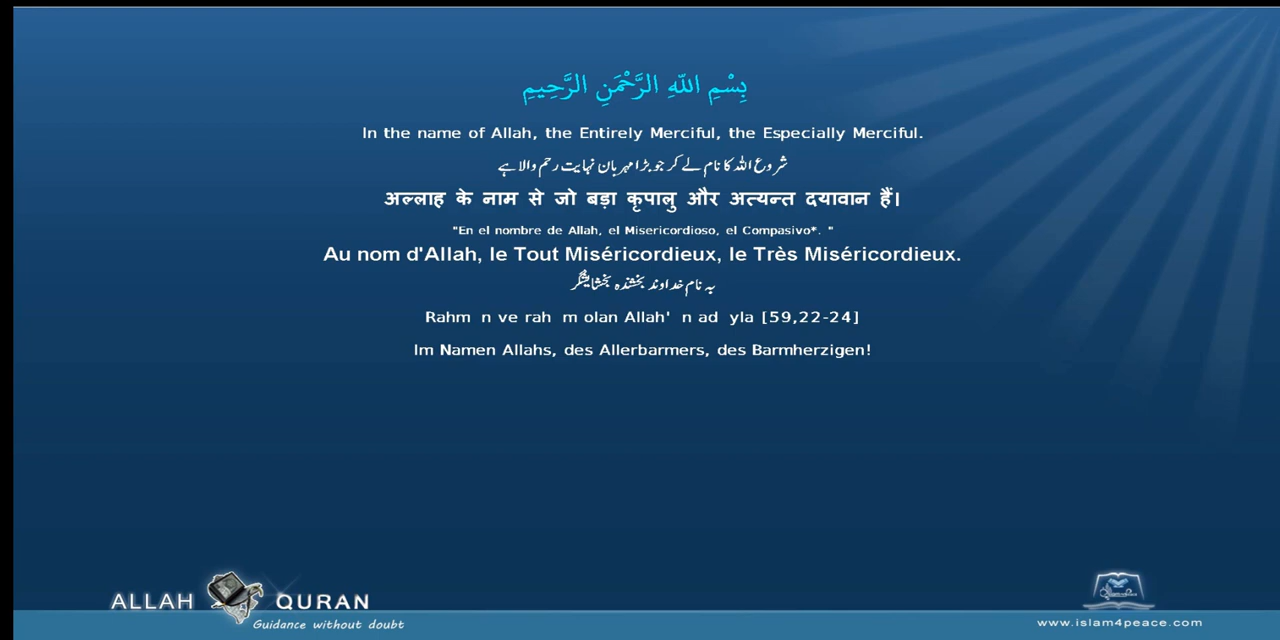 بِسْمِ اللّٰهِ الرَّحْمَنِ الرَّحِيمِ
In the name of Allah, the Entirely Merciful, the Especially Merciful.
شروع اللہ کا نام لے کر جو بڑا مہربان نہایت رحم والا ہے
अल्लाह के नाम से जो बड़ा कृपालु और अत्यन्त दयावान हैं।
"En el nombre de Allah, el Misericordioso, el Compasivo*. "
Au nom d'Allah, le Tout Miséricordieux, le Très Miséricordieux.
به نام خداوند بخشنده بخشایشگر
Rahm n ve rah m olan Allah' n ad yla [59,22-24]
Im Namen Allahs, des Allerbarmers, des Barmherzigen!
ALLAH QURAN
Guidance without doubt
www.islam4peace.com